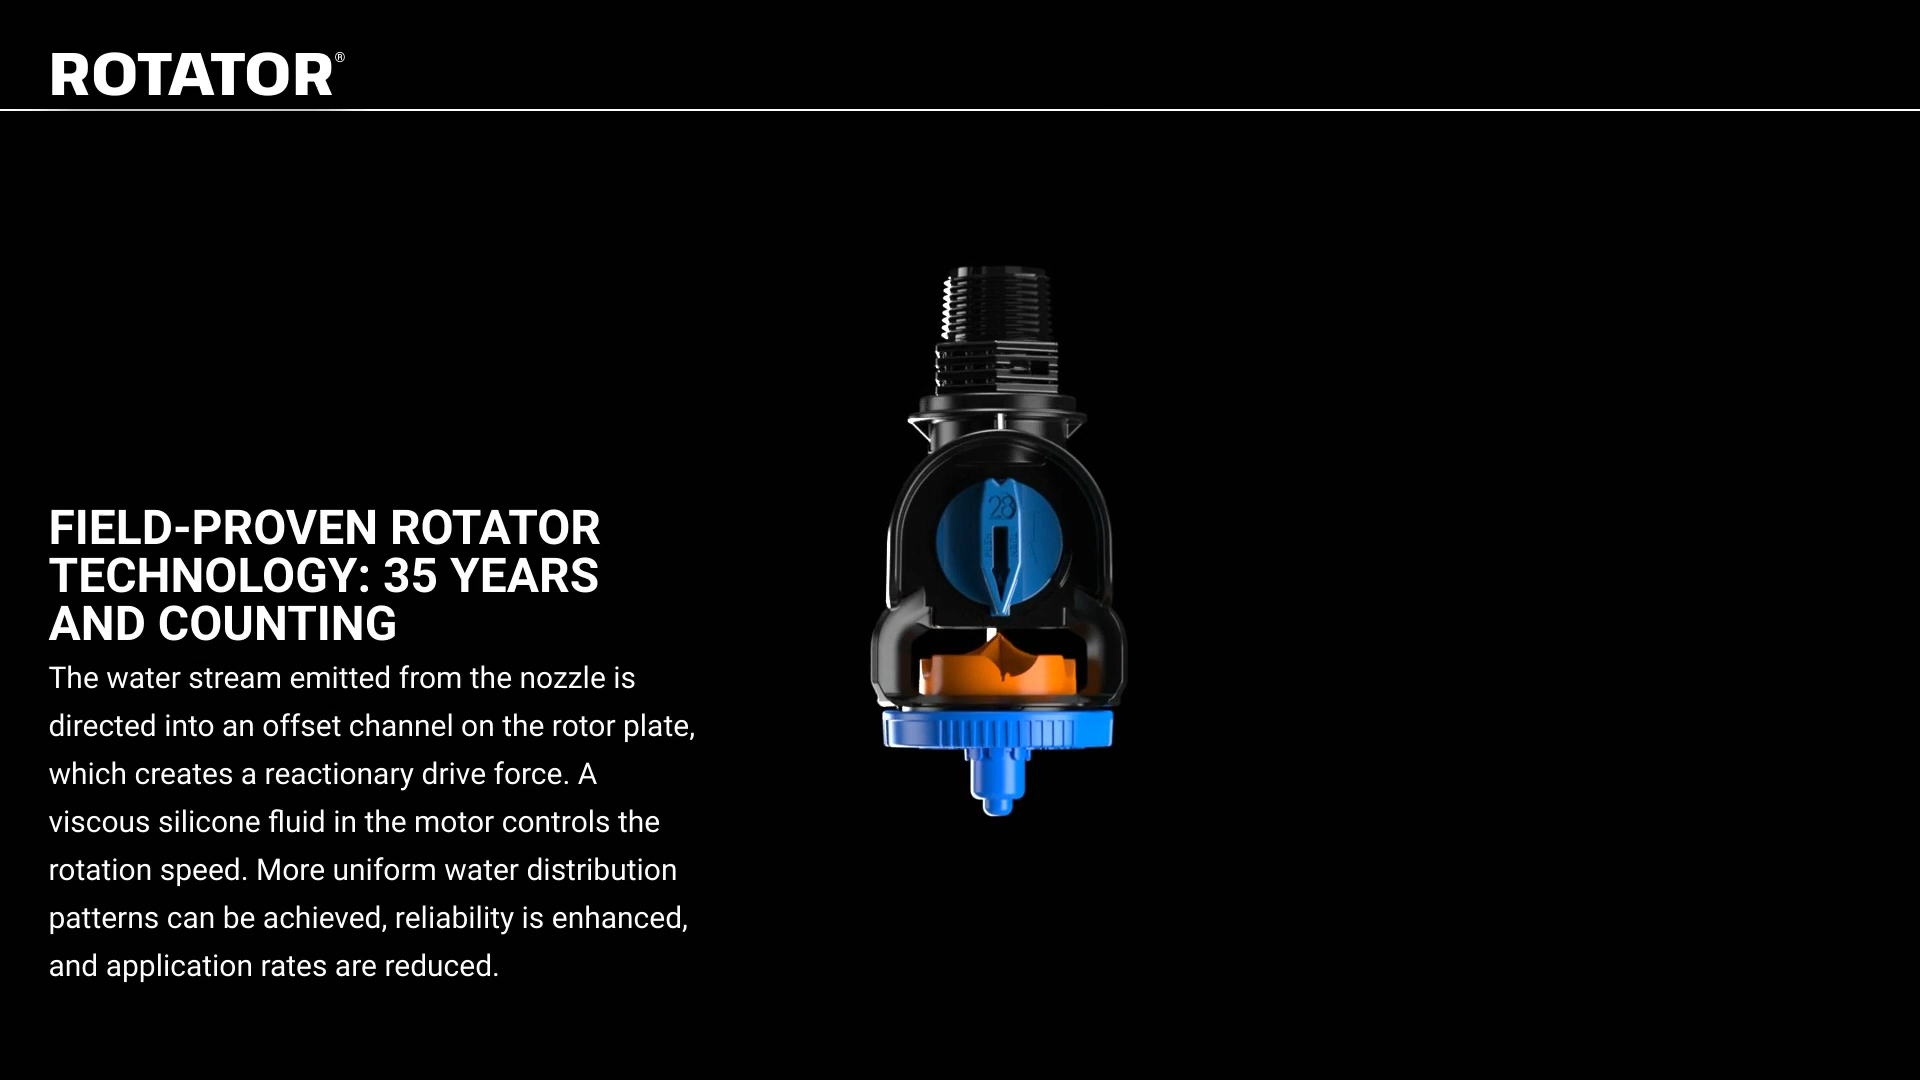 ROTATOR®
FIELD-PROVEN ROTATOR
TECHNOLOGY: 35 YEARS
AND COUNTING
The water stream emitted from the nozzle is
directed into an offset channel on the rotor plate,
which creates a reactionary drive force. A
viscous silicone fluid in the motor controls the
rotation speed. More uniform water distribution
patterns can be achieved, reliability is enhanced,
and application rates are reduced.
28